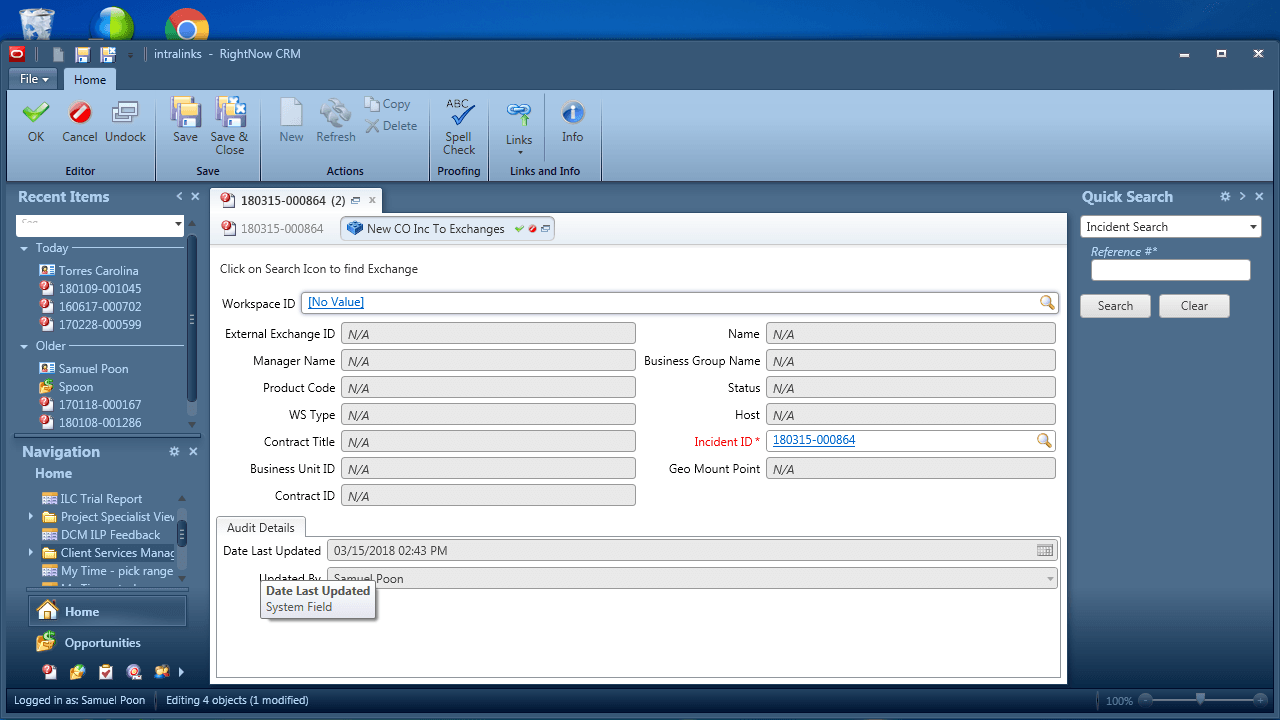 intralinks - RightNow CRM
File
Home
OK
Cancel
Undock
Save
Save & Close
New
Refresh
Copy
Delete
ABC
Spell Check
Links
Info
Editor
Save
Actions
Proofing
Links and Info
Recent Items
Today
Torres Carolina
180109-001045
160617-000702
170228-000599
Older
Samuel Poon
Spoon
170118-000167
180108-001286
Navigation
Home
ILC Trial Report
Project Specialist View
DCM ILP Feedback
Client Services Manag
My Time - pick range
Home
Opportunities
180315-000864 (2)
180315-000864
New CO Inc To Exchanges
Click on Search Icon to find Exchange
Workspace ID [No Value]
External Exchange ID N/A
Name N/A
Manager Name N/A
Business Group Name N/A
Product Code N/A
Status N/A
WS Type N/A
Host N/A
Contract Title N/A
Incident ID * 180315-000864
Business Unit ID N/A
Geo Mount Point N/A
Contract ID N/A
Audit Details
Date Last Updated 03/15/2018 02:43 PM
Updated By Samuel Poon
Date Last Updated
System Field
Quick Search
Incident Search
Reference #*
Search
Clear
Logged in as: Samuel Poon
Editing 4 objects (1 modified)
100%